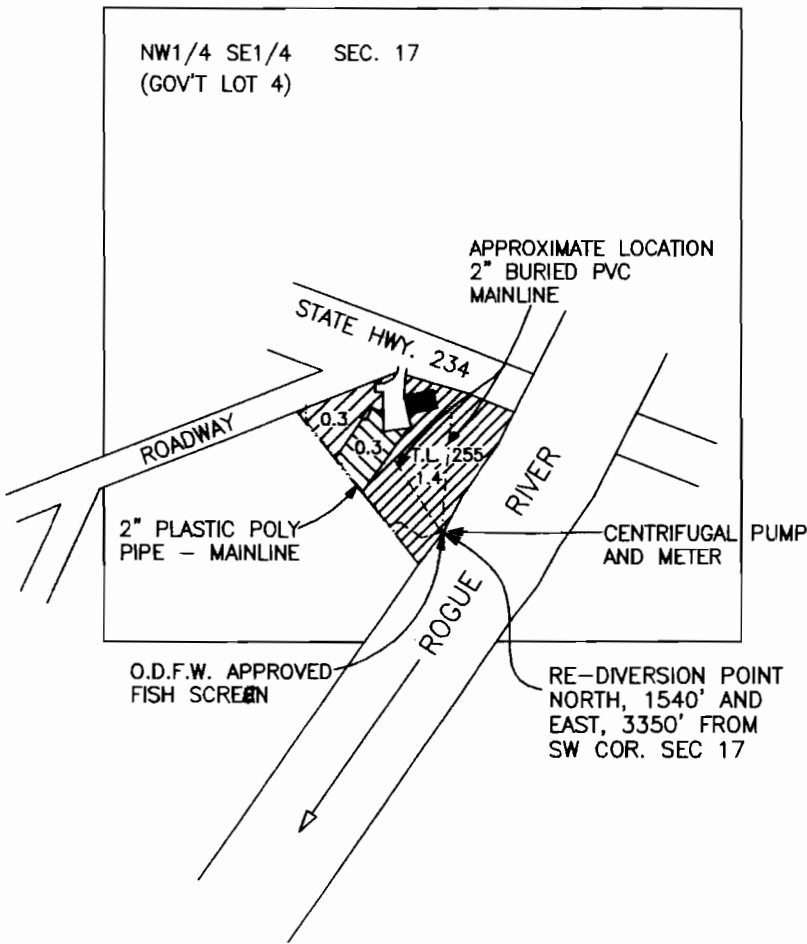 NW1/4 SE1/4 SEC. 17
(GOV'T LOT 4)
APPROXIMATE LOCATION
2" BURIED PVC
MAINLINE
STATE HWY. 234
ROADWAY
0.3
0.3
T.L. 255
1.4
RIVER
2" PLASTIC POLY
PIPE – MAINLINE
CENTRIFUGAL PUMP
AND METER
ROGUE
O.D.F.W. APPROVED
FISH SCREEN
RE-DIVERSION POINT
NORTH, 1540' AND
EAST, 3350' FROM
SW COR. SEC 17